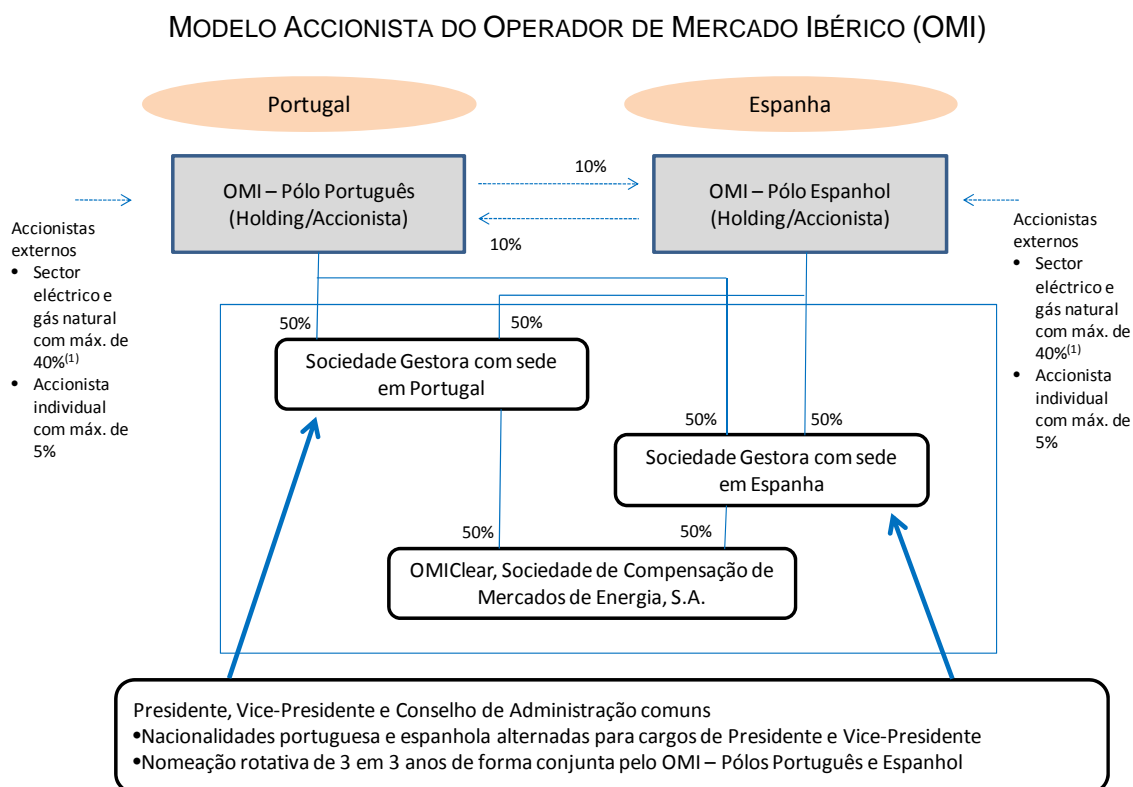 MODELO ACCIONISTA DO OPERADOR DE MERCADO IBÉRICO (OMI)
Portugal
Espanha
OMI – Pólo Português
(Holding/Accionista)
10%
10%
OMI – Pólo Espanhol
(Holding/Accionista)
Accionistas
externos
• Sector
eléctrico e
gás natural
com máx. de
40%(1)
• Accionista
individual
com máx. de
5%
Accionistas
externos
• Sector
eléctrico e
gás natural
com máx. de
40%(1)
• Accionista
individual
com máx. de
5%
50%
50%
Sociedade Gestora com sede
em Portugal
50%
50%
Sociedade Gestora com sede
em Espanha
50%
50%
OMIClear, Sociedade de Compensação de
Mercados de Energia, S.A.
Presidente, Vice-Presidente e Conselho de Administração comuns
•Nacionalidades portuguesa e espanhola alternadas para cargos de Presidente e Vice-Presidente
•Nomeação rotativa de 3 em 3 anos de forma conjunta pelo OMI – Pólos Português e Espanhol